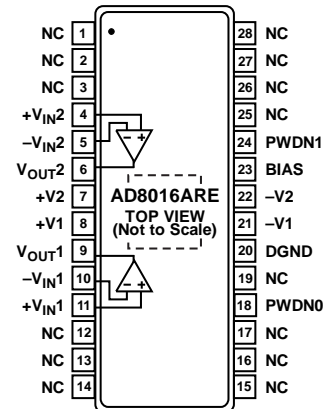 NC 1 28 NC
NC 2 27 NC
NC 3 26 NC
+VIN2 4 25 NC
–VIN2 5 24 PWDN1
VOUT2 6 – + 23 BIAS
+V2 7 AD8016ARE 22 –V2
+V1 8 TOP VIEW (Not to Scale) 21 –V1
VOUT1 9 20 DGND
–VIN1 10 – + 19 NC
+VIN1 11 18 PWDN0
NC 12 17 NC
NC 13 16 NC
NC 14 15 NC